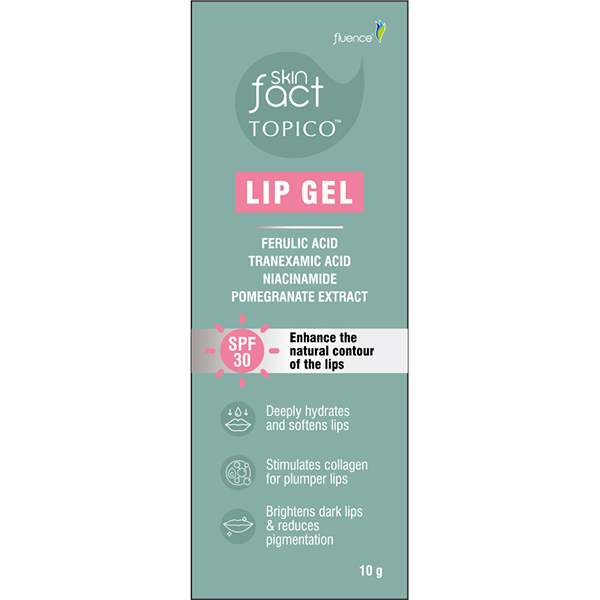 fluence
skin
fact
TOPICO™
LIP GEL
FERULIC ACID
TRANEXAMIC ACID
NIACINAMIDE
POMEGRANATE EXTRACT
SPF
30
Enhance the
natural contour
of the lips
Deeply hydrates
and softens lips
Stimulates collagen
for plumper lips
Brightens dark lips
& reduces
pigmentation
10 g